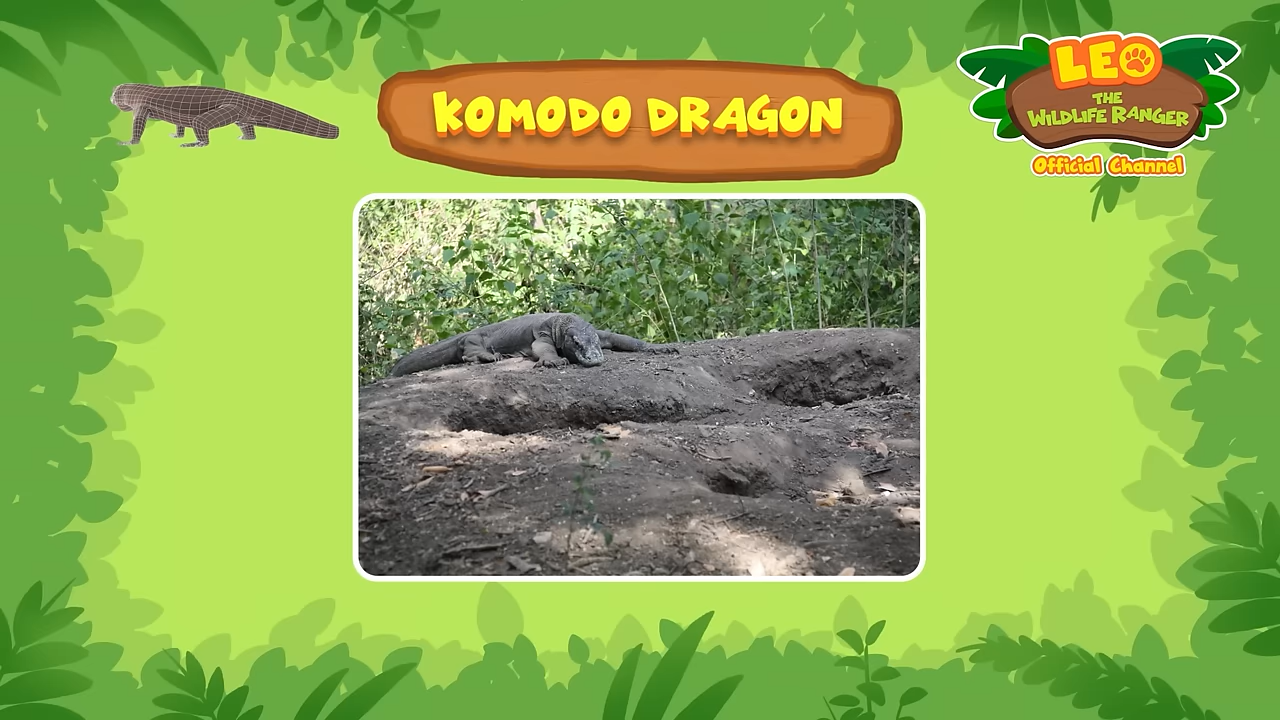 KOMODO DRAGON
LEO
THE
WILDLIFE RANGER
Official Channel